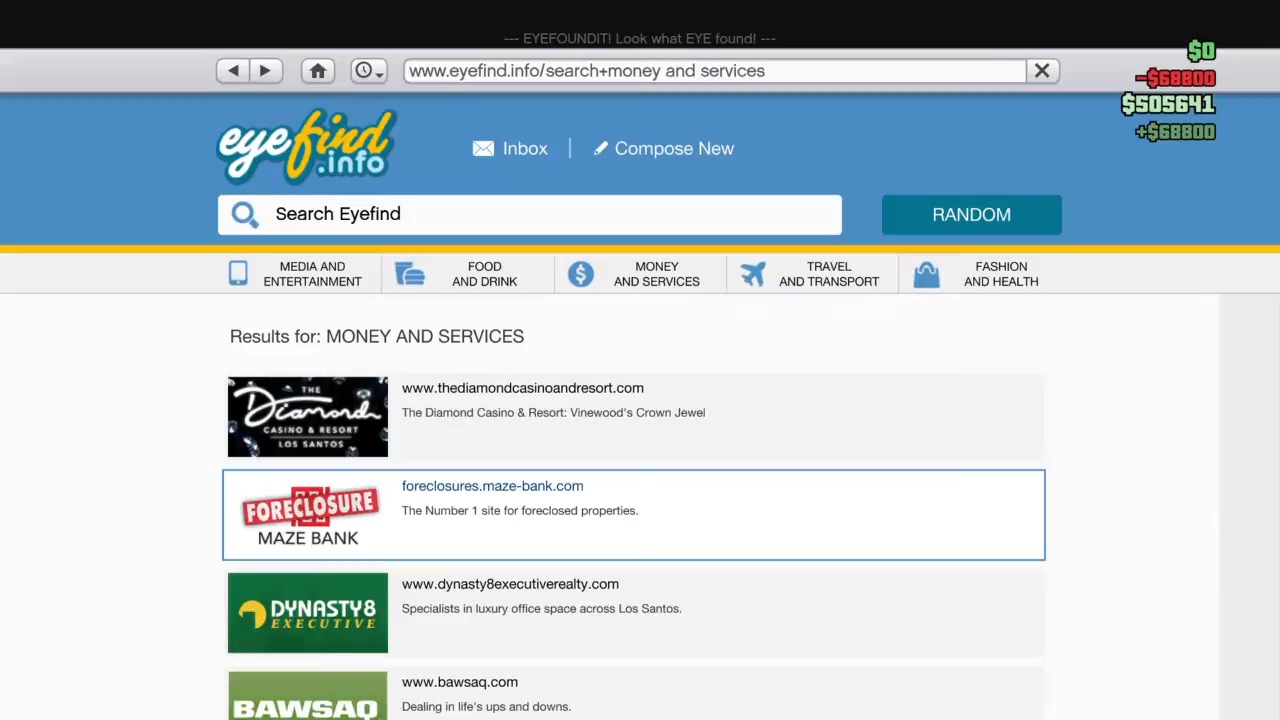 --- EYEFOUNDIT! Look what EYE found! ---
$0
-$68800
$505641
+$68800
www.eyefind.info/search+money and services
eyefind
.info
Inbox
Compose New
Search Eyefind
RANDOM
MEDIA AND
ENTERTAINMENT
FOOD
AND DRINK
MONEY
AND SERVICES
TRAVEL
AND TRANSPORT
FASHION
AND HEALTH
Results for: MONEY AND SERVICES
THE
Diamond
CASINO & RESORT
LOS SANTOS
www.thediamondcasinoandresort.com
The Diamond Casino & Resort: Vinewood's Crown Jewel
FORECLOSURE
MAZE BANK
foreclosures.maze-bank.com
The Number 1 site for foreclosed properties.
DYNASTY8
EXECUTIVE
www.dynasty8executiverealty.com
Specialists in luxury office space across Los Santos.
BAWSAQ
www.bawsaq.com
Dealing in life's ups and downs.